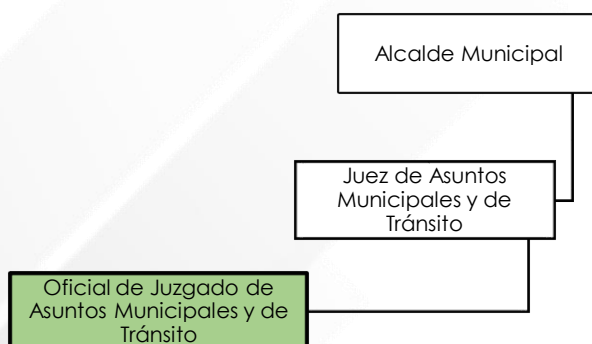 Alcalde Municipal
Juez de Asuntos
Municipales y de
Tránsito
Oficial de Juzgado de
Asuntos Municipales y de
Tránsito